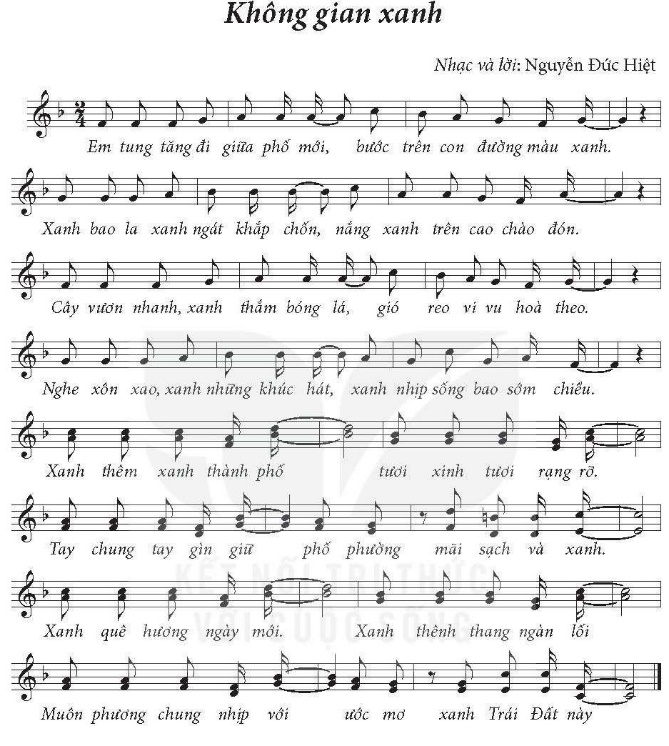 Không gian xanh
Nhạc và lời: Nguyễn Đức Hiệt
2
4
Em tung tăng đi giữa phố mới, bước trên con đường màu xanh.
Xanh bao la xanh ngát khắp chốn, nắng xanh trên cao chào đón.
Cây vươn nhanh, xanh thắm bóng lá, gió reo vi vu hoà theo.
Nghe xôn xao, xanh những khúc hát, xanh nhịp sống bao sớm chiều.
Xanh thêm xanh thành phố tươi xinh tươi rạng rỡ.
Tay chung tay gìn giữ phố phường mãi sạch và xanh.
KẾT NỐI TRI THỨC
Xanh quê hương ngày mới. Xanh thênh thang ngàn lối
VỚI CUỘC SỐNG
Muôn phương chung nhịp với ước mơ xanh Trái Đất này